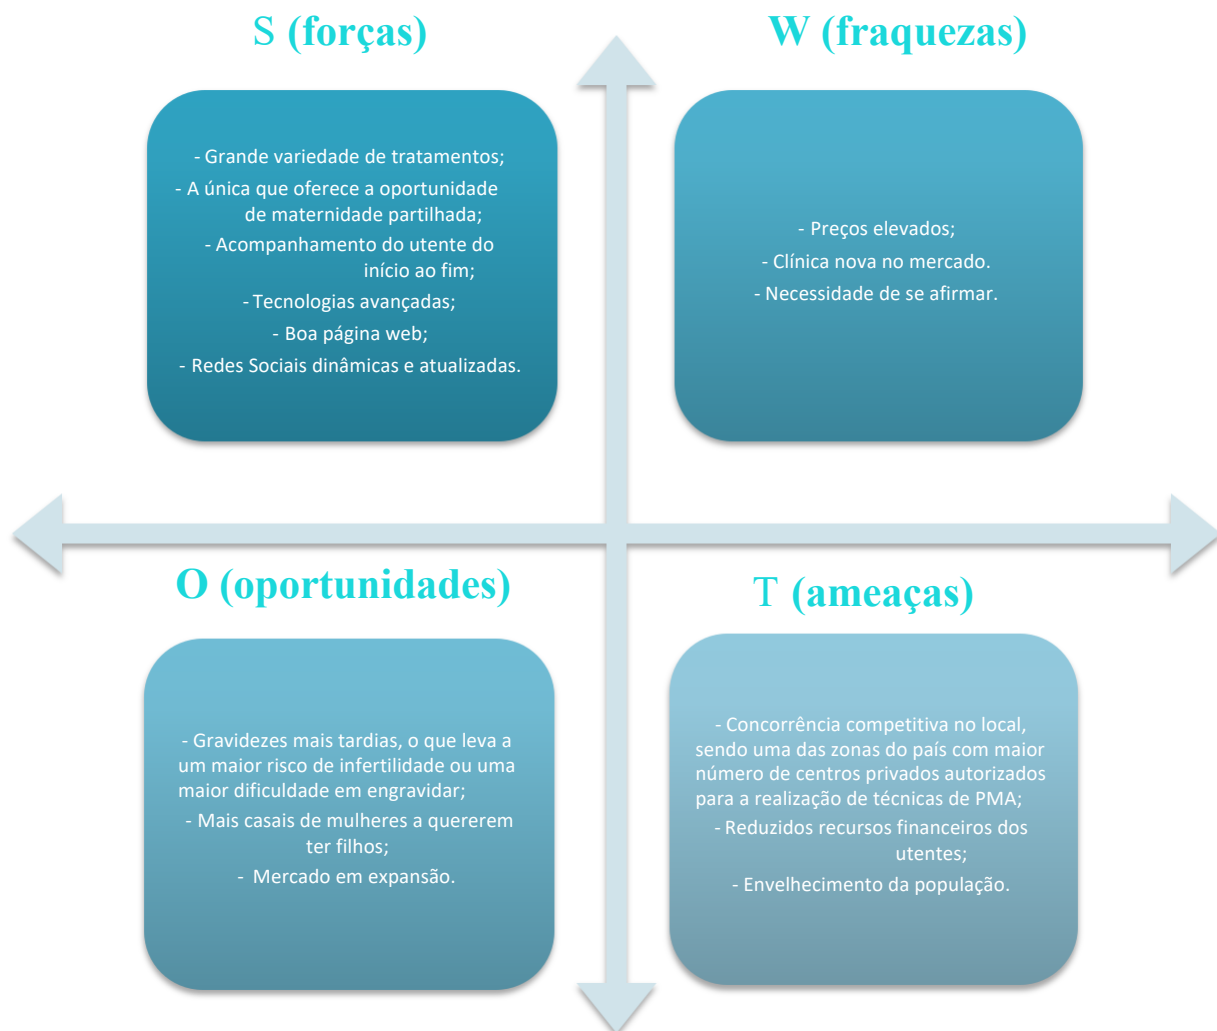 S (forças)
- Grande variedade de tratamentos;
- A única que oferece a oportunidade
de maternidade partilhada;
- Acompanhamento do utente do
início ao fim;
- Tecnologias avançadas;
- Boa página web;
- Redes Sociais dinâmicas e atualizadas.
W (fraquezas)
- Preços elevados;
- Clínica nova no mercado.
- Necessidade de se afirmar.
O (oportunidades)
- Gravidezes mais tardias, o que leva a
um maior risco de infertilidade ou uma
maior dificuldade em engravidar;
- Mais casais de mulheres a quererem
ter filhos;
- Mercado em expansão.
T (ameaças)
- Concorrência competitiva no local,
sendo uma das zonas do país com maior
número de centros privados autorizados
para a realização de técnicas de PMA;
- Reduzidos recursos financeiros dos
utentes;
- Envelhecimento da população.